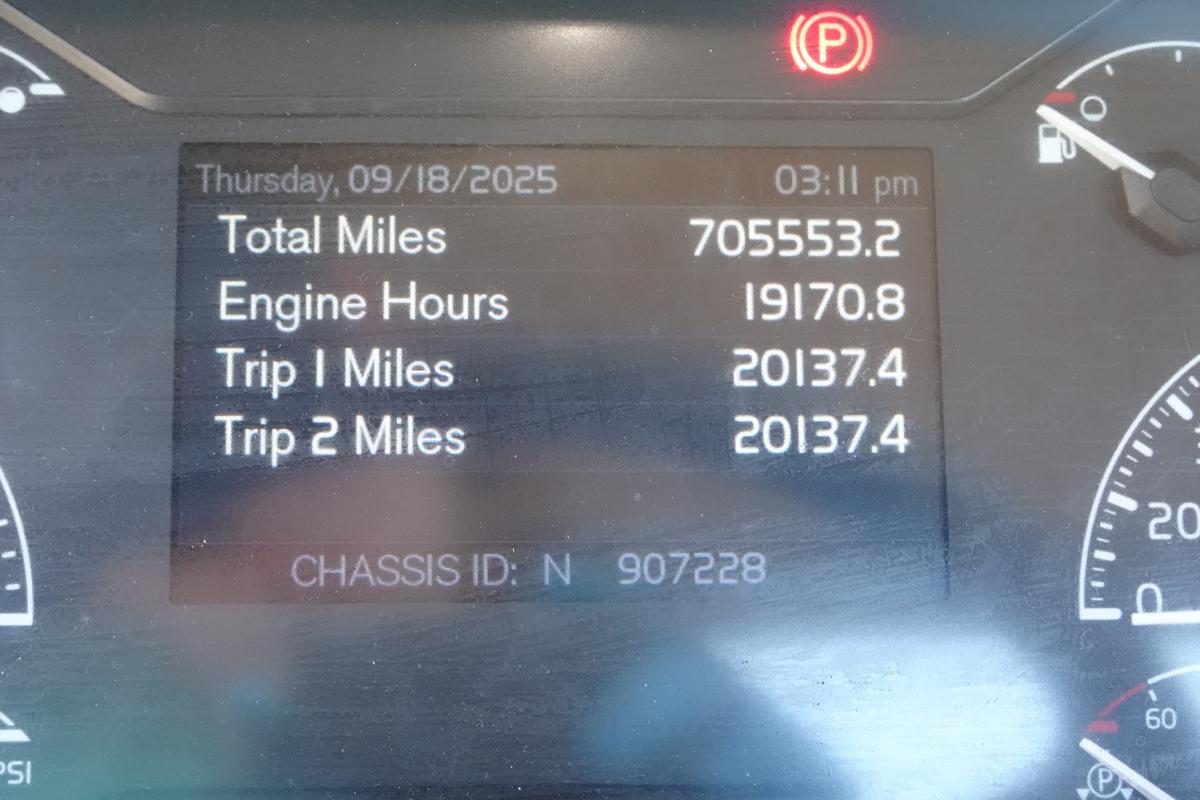 P
Thursday, 09/18/2025 03:11 pm
Total Miles 705553.2
Engine Hours 19170.8
Trip 1 Miles 20137.4
Trip 2 Miles 20137.4
CHASSIS ID: N 907228
20
0
60
PSI
P